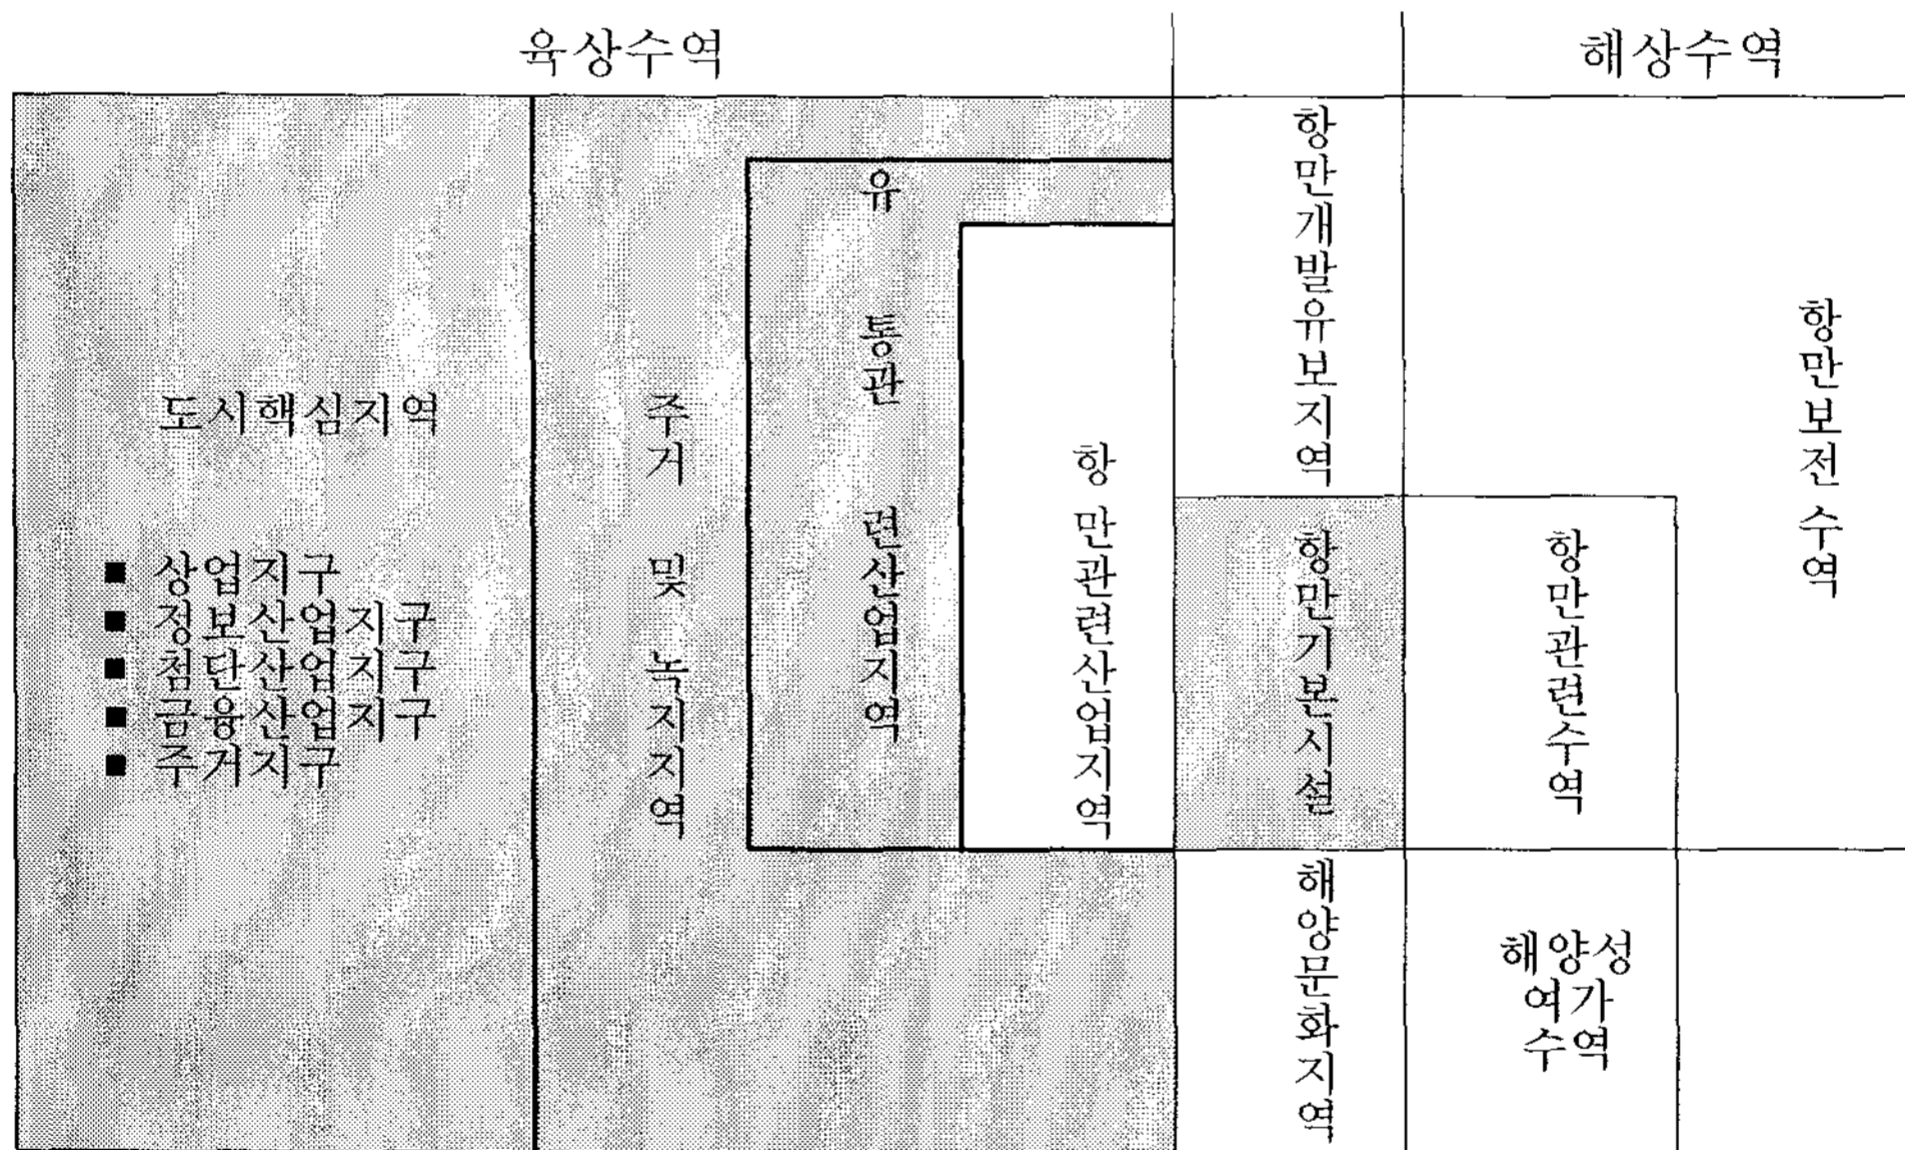 육상수역
해상수역
도시핵심지역
■ 상업지구
■ 정보산업지구
■ 첨단산업지구
■ 금융산업지구
■ 주거지구
주거 및 녹지지역
유통관련산업지역
항만관련산업지역
항만개발유보지역
항만기본시설
해양문화지역
항만관련수역
해양성
여가
수역
항만보전수역